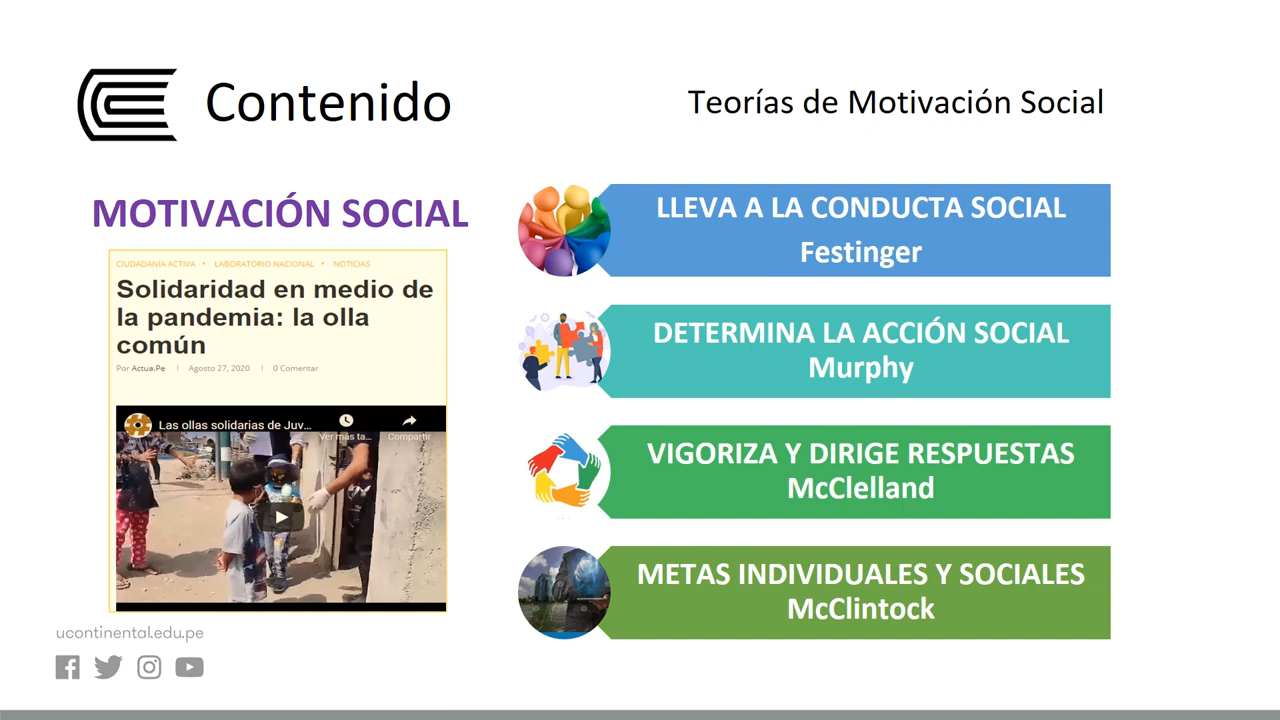 Contenido
Teorías de Motivación Social
MOTIVACIÓN SOCIAL
CIUDADANÍA ACTIVA • LABORATORIO NACIONAL • NOTICIAS
Solidaridad en medio de
la pandemia: la olla
común
Por Actua.Pe | Agosto 27, 2020 | 0 Comentar
Las ollas solidarias de Juv...
Ver más ta...
Compartir
LLEVA A LA CONDUCTA SOCIAL
Festinger
DETERMINA LA ACCIÓN SOCIAL
Murphy
VIGORIZA Y DIRIGE RESPUESTAS
McClelland
METAS INDIVIDUALES Y SOCIALES
McClintock
ucontinental.edu.pe